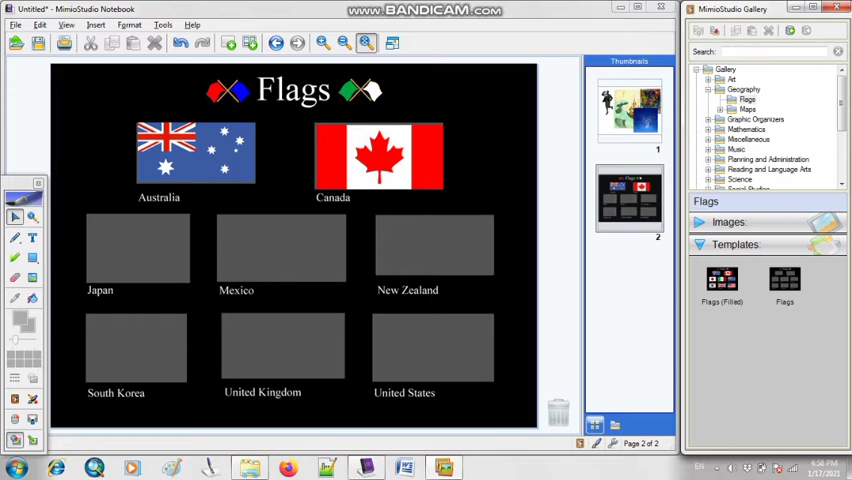 Untitled* - MimioStudio Notebook
www.BANDICAM.com
MimioStudio Gallery
File Edit View Insert Format Tools Help
Search:
Thumbnails
Gallery
Art
Geography
Flags
Maps
Graphic Organizers
Mathematics
Miscellaneous
Music
Planning and Administration
Reading and Language Arts
Science
Social Studies
Flags
Australia
Canada
Japan
Mexico
New Zealand
South Korea
United Kingdom
United States
1
2
Flags
Images:
Templates:
Flags (Filled)
Flags
Page 2 of 2
EN
4:58 PM
1/17/2021